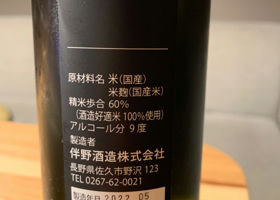 原材料名 米(国産)
米麹(国産米)
精米歩合 60%
(酒造好適米100%使用)
アルコール分 9度
製造者
伴野酒造株式会社
長野県佐久市野沢 123
TEL 0267-62-0021
製造年月 2022.05